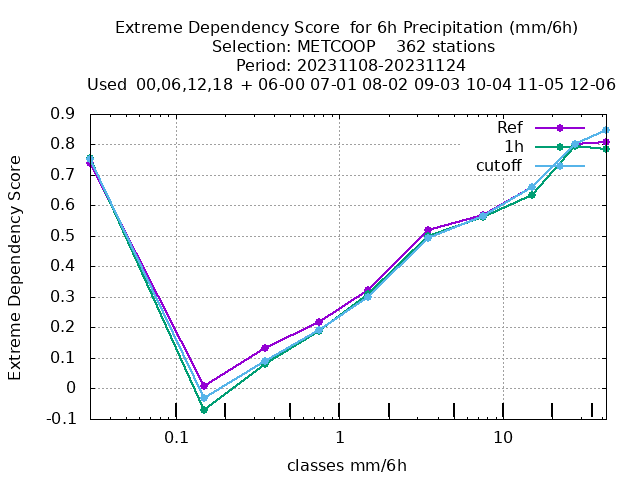 Extreme Dependency Score  for 6h Precipitation (mm/6h)
Selection: METCOOP    362 stations
Period: 20231108-20231124
Used  00,06,12,18  + 06-00 07-01 08-02 09-03 10-04 11-05 12-06
Extreme Dependency Score
0.9
0.8
0.7
0.6
0.5
0.4
0.3
0.2
0.1
0
-0.1
Ref
1h
cutoff
0.1
1
10
classes mm/6h